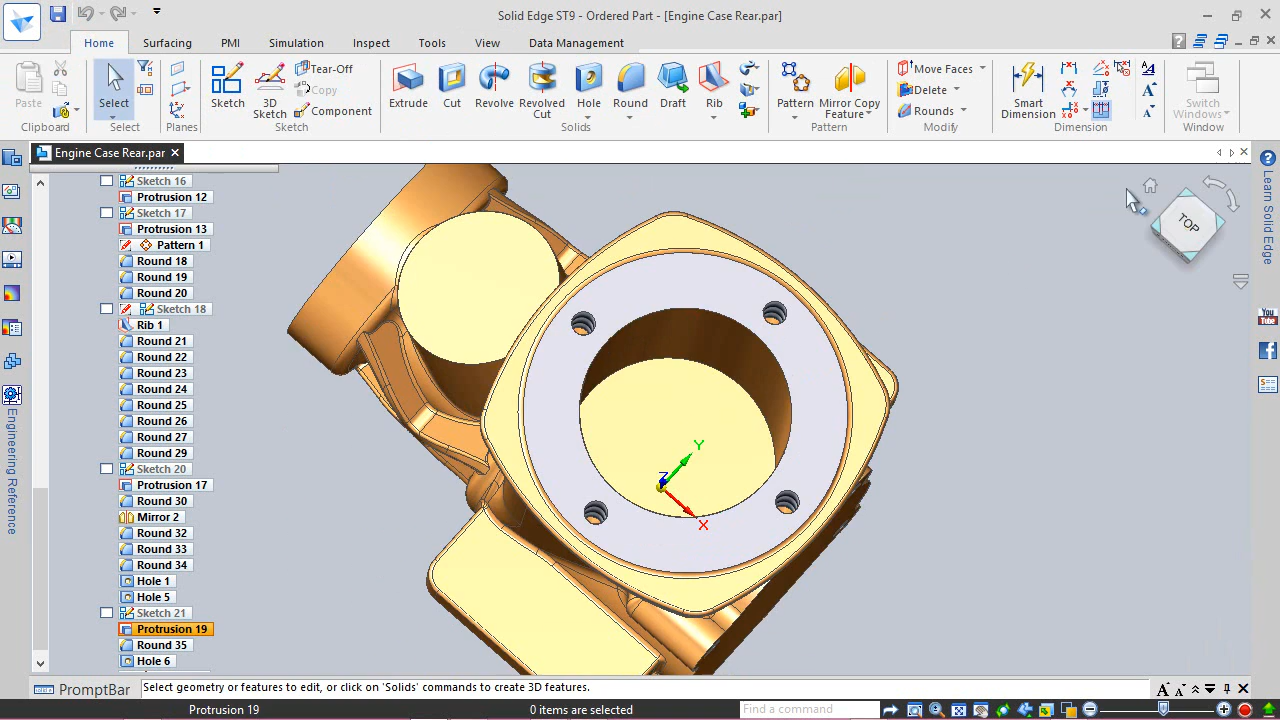 Solid Edge ST9 - Ordered Part - [Engine Case Rear.par]
Home Surfacing PMI Simulation Inspect Tools View Data Management
Paste
Clipboard
Select
Select
Planes
Sketch
3D Sketch
Tear-Off
Copy
Component
Sketch
Extrude
Cut
Revolve
Revolved Cut
Hole
Round
Draft
Rib
Solids
Pattern
Mirror Copy Feature
Pattern
Move Faces
Delete
Rounds
Modify
Smart Dimension
Dimension
Switch Windows
Window
Engine Case Rear.par
Sketch 16
Protrusion 12
Sketch 17
Protrusion 13
Pattern 1
Round 18
Round 19
Round 20
Sketch 18
Rib 1
Round 21
Round 22
Round 23
Round 24
Round 25
Round 26
Round 27
Round 29
Sketch 20
Protrusion 17
Round 30
Mirror 2
Round 32
Round 33
Round 34
Hole 1
Hole 5
Sketch 21
Protrusion 19
Round 35
Hole 6
Engineering Reference
TOP
Y
Z
X
Learn Solid Edge
You Tube
PromptBar
Select geometry or features to edit, or click on 'Solids' commands to create 3D features.
Protrusion 19
0 items are selected
Find a command